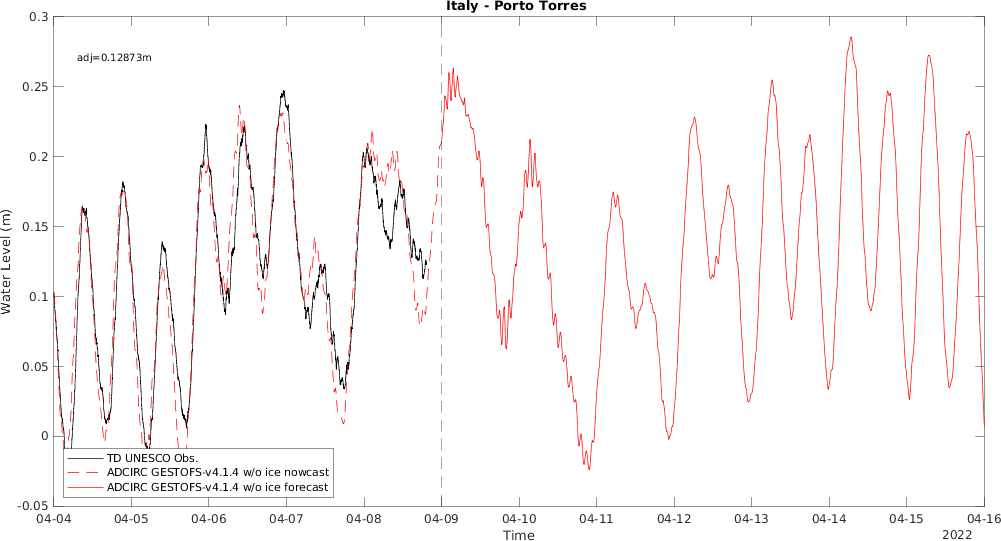 Italy - Porto Torres
adj=0.12873m
0.3
0.25
0.2
0.15
0.1
0.05
0
-0.05
Water Level (m)
TD UNESCO Obs.
ADCIRC GESTOFS-v4.1.4 w/o ice nowcast
ADCIRC GESTOFS-v4.1.4 w/o ice forecast
04-04 04-05 04-06 04-07 04-08 04-09 04-10 04-11 04-12 04-13 04-14 04-15 04-16
Time
2022